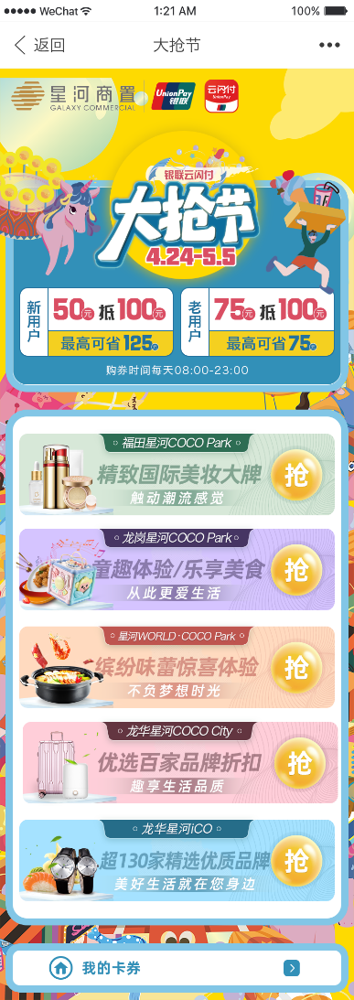 WeChat 1:21 AM 100%
返回 大抢节
星河商置
GALAXY COMMERCIAL
UnionPay
银联
云闪付
UnionPay
银联云闪付
大抢节
4.24-5.5
新用户
50元 抵 100元
最高可省125元
老用户
75元 抵 100元
最高可省75元
购券时间每天08:00-23:00
福田星河COCO Park
精致国际美妆大牌
触动潮流感觉
抢
龙岗星河COCO Park
童趣体验/乐享美食
从此更爱生活
抢
星河WORLD·COCO Park
缤纷味蕾惊喜体验
不负梦想时光
抢
龙华星河COCO City
优选百家品牌折扣
趣享生活品质
抢
龙华星河iCO
超130家精选优质品牌
美好生活就在您身边
抢
我的卡券